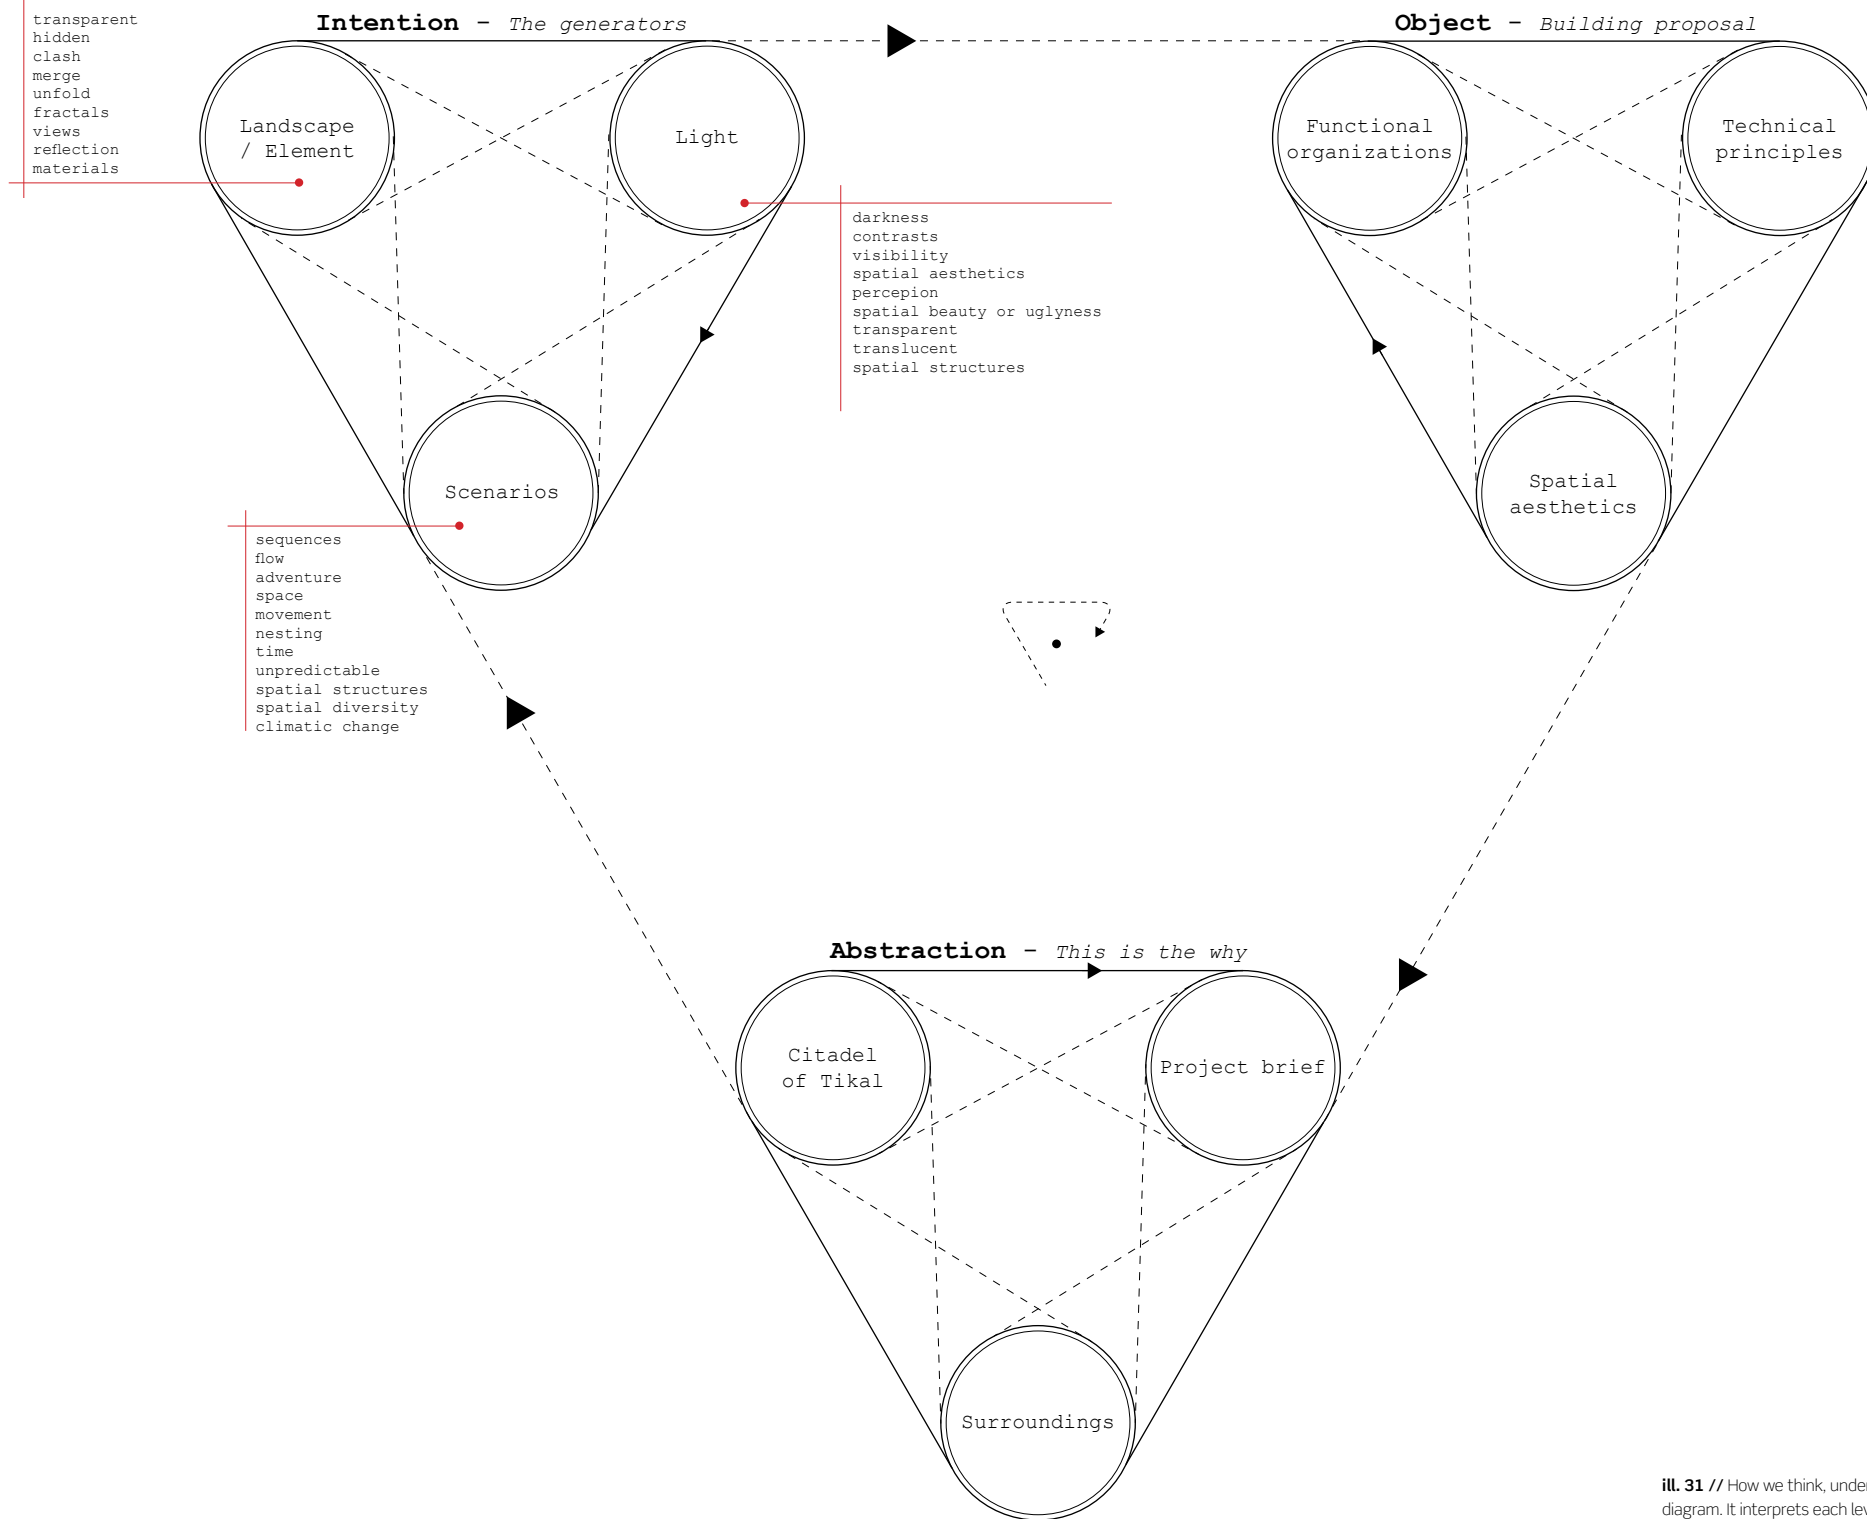 transparent
hidden
clash
merge
unfold
fractals
views
reflection
materials
Intention - The generators
Landscape
/ Element
Light
darkness
contrasts
visibility
spatial aesthetics
percepion
spatial beauty or uglyness
transparent
translucent
spatial structures
Scenarios
sequences
flow
adventure
space
movement
nesting
time
unpredictable
spatial structures
spatial diversity
climatic change
Object - Building proposal
Functional
organizations
Technical
principles
Spatial
aesthetics
Abstraction - This is the why
Citadel
of Tikal
Project brief
Surroundings
ill. 31 // How we think,
diagram. It interprets each